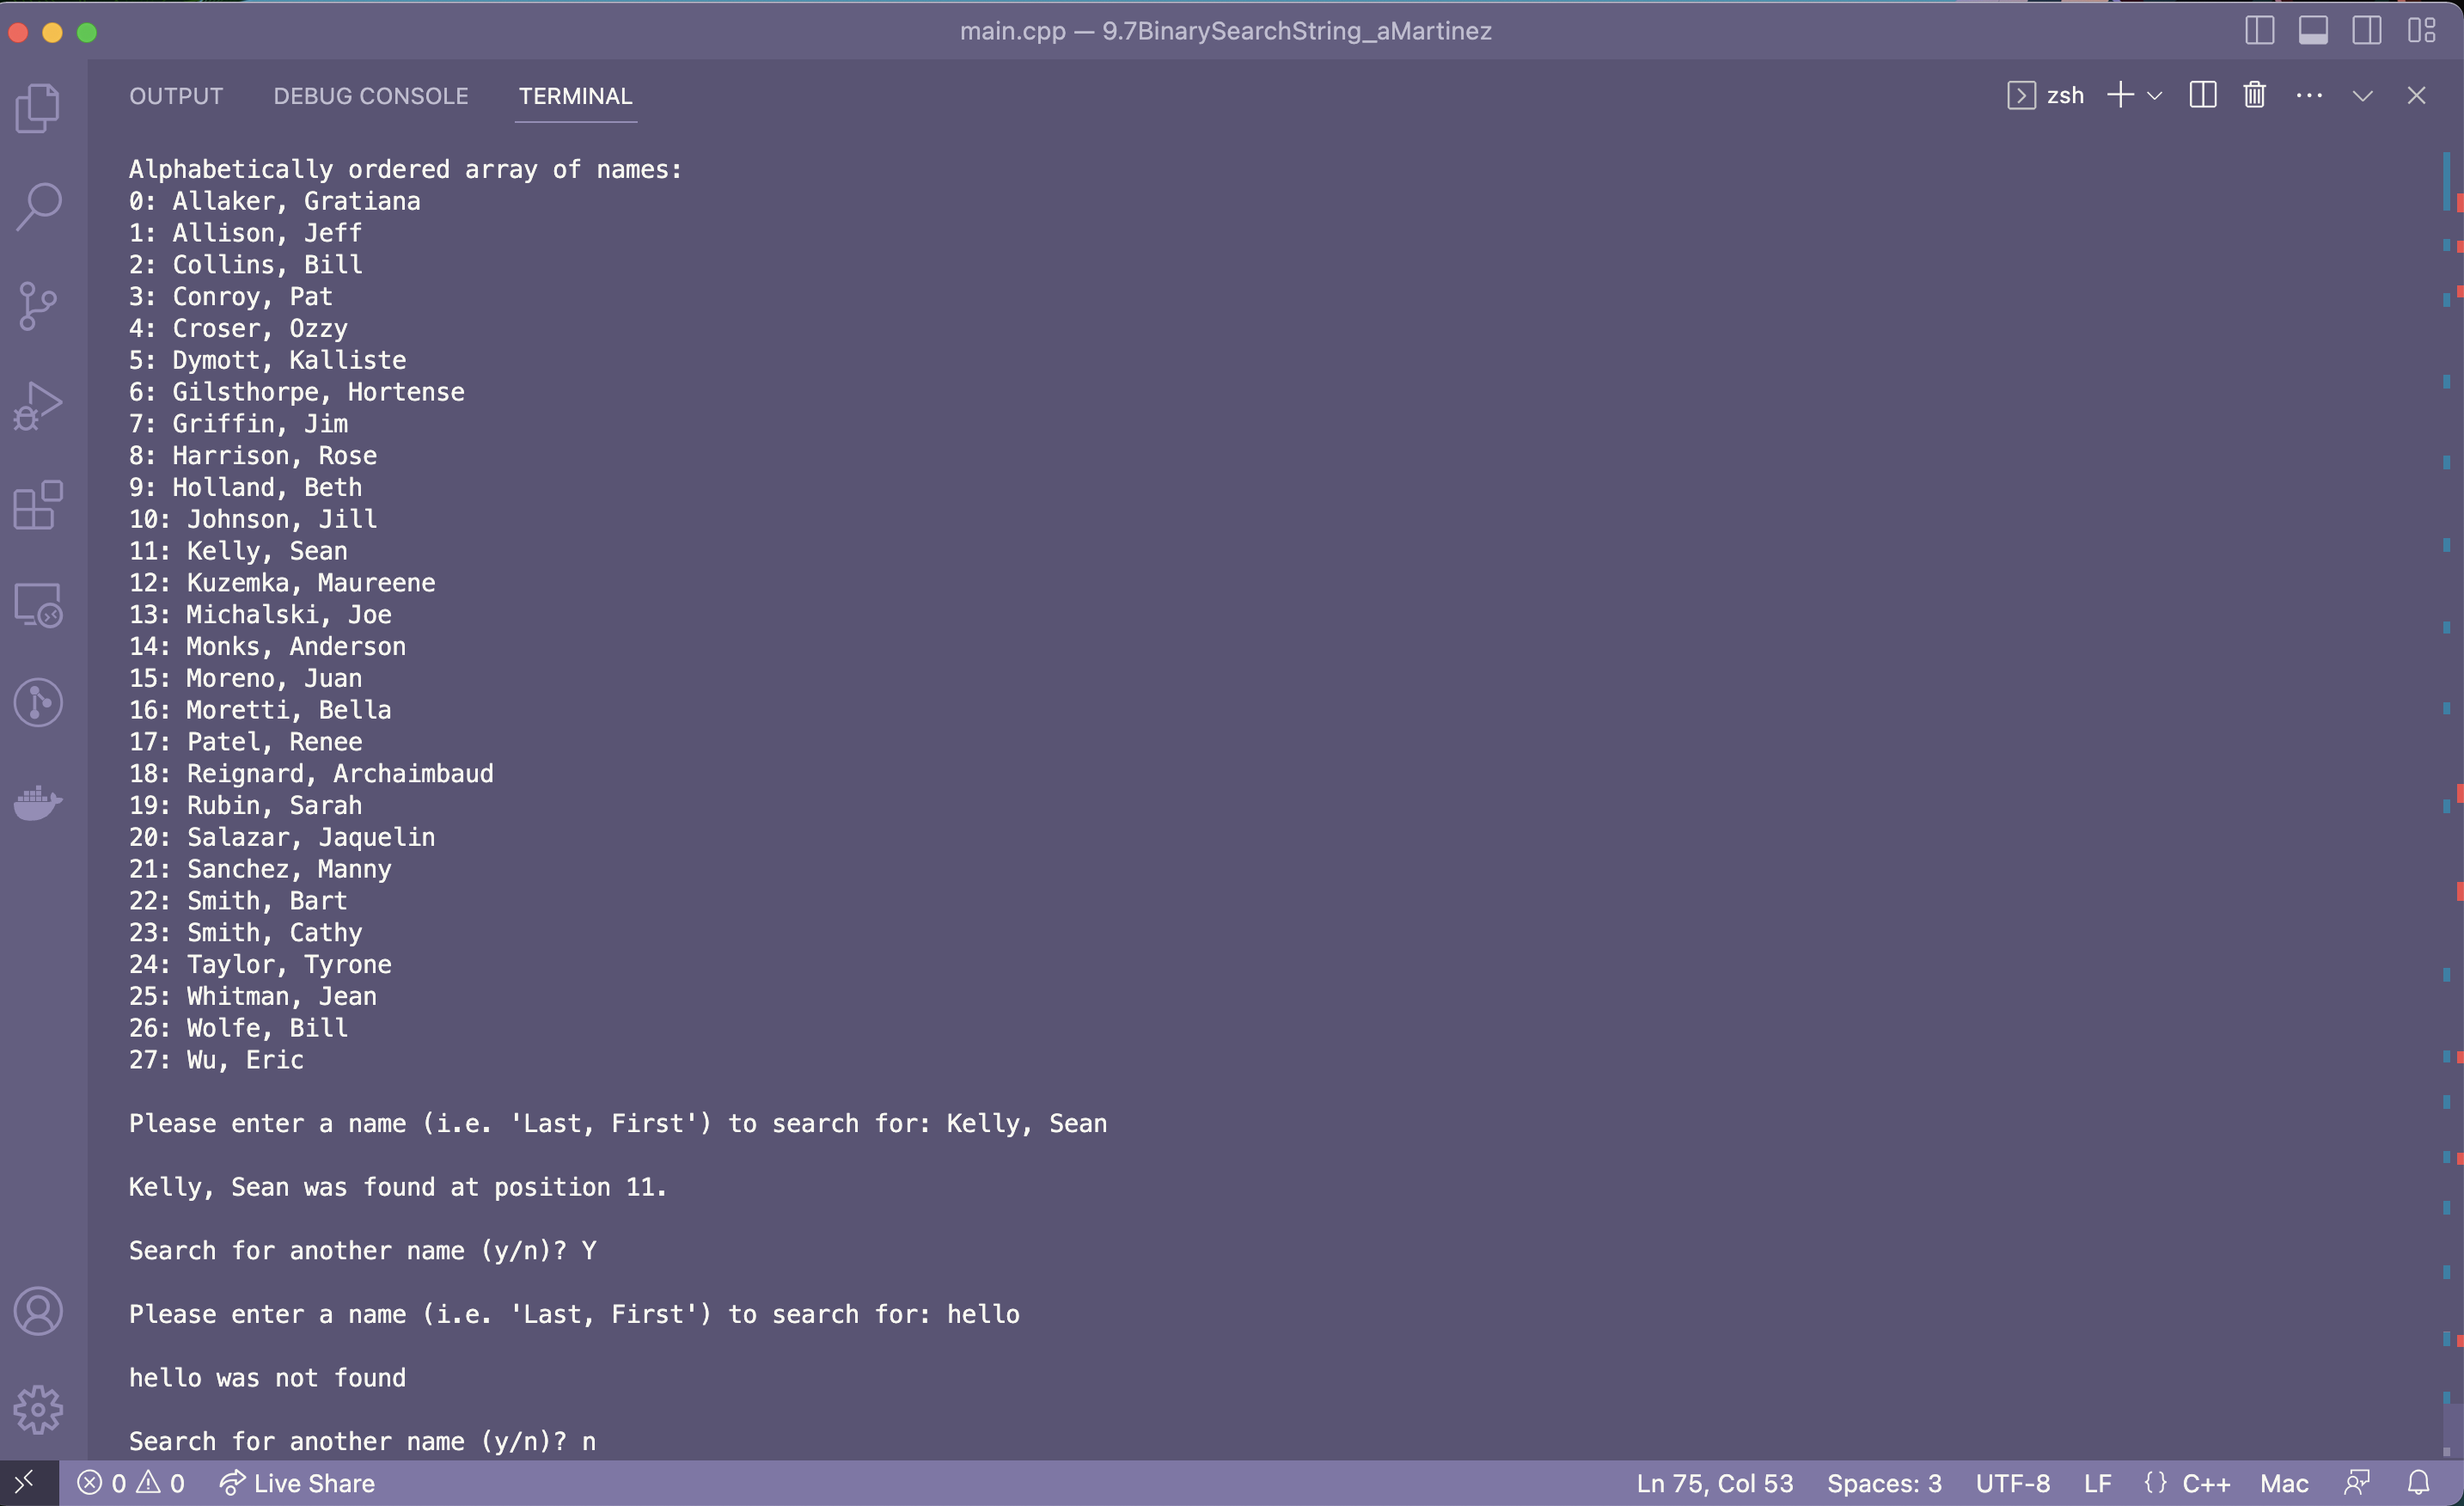 main.cpp — 9.7BinarySearchString_aMartinez
OUTPUT DEBUG CONSOLE TERMINAL zsh
Alphabetically ordered array of names:
0: Allaker, Gratiana
1: Allison, Jeff
2: Collins, Bill
3: Conroy, Pat
4: Croser, Ozzy
5: Dymott, Kalliste
6: Gilsthorpe, Hortense
7: Griffin, Jim
8: Harrison, Rose
9: Holland, Beth
10: Johnson, Jill
11: Kelly, Sean
12: Kuzemka, Maureene
13: Michalski, Joe
14: Monks, Anderson
15: Moreno, Juan
16: Moretti, Bella
17: Patel, Renee
18: Reignard, Archaimbaud
19: Rubin, Sarah
20: Salazar, Jaquelin
21: Sanchez, Manny
22: Smith, Bart
23: Smith, Cathy
24: Taylor, Tyrone
25: Whitman, Jean
26: Wolfe, Bill
27: Wu, Eric
Please enter a name (i.e. 'Last, First') to search for: Kelly, Sean
Kelly, Sean was found at position 11.
Search for another name (y/n)? Y
Please enter a name (i.e. 'Last, First') to search for: hello
hello was not found
Search for another name (y/n)? n
0 0 Live Share Ln 75, Col 53 Spaces: 3 UTF-8 LF {} C++ Mac